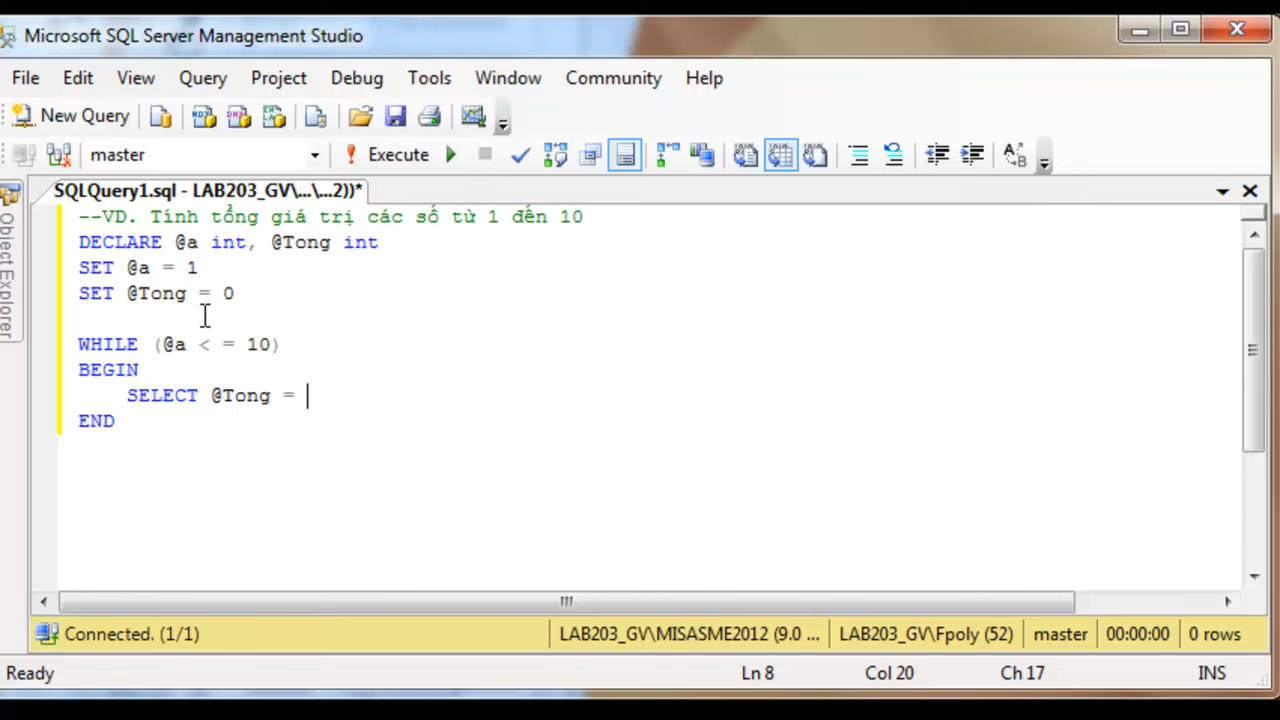 Microsoft SQL Server Management Studio
File Edit View Query Project Debug Tools Window Community Help
New Query
master Execute
SQLQuery1.sql - LAB203_GV\...\...2))*
Object Explorer
--VD. Tính tổng giá trị các số từ 1 đến 10
DECLARE @a int, @Tong int
SET @a = 1
SET @Tong = 0
WHILE (@a < = 10)
BEGIN
SELECT @Tong =
END
Connected. (1/1) LAB203_GV\MISASME2012 (9.0 ... LAB203_GV\Fpoly (52) master 00:00:00 0 rows
Ready Ln 8 Col 20 Ch 17 INS